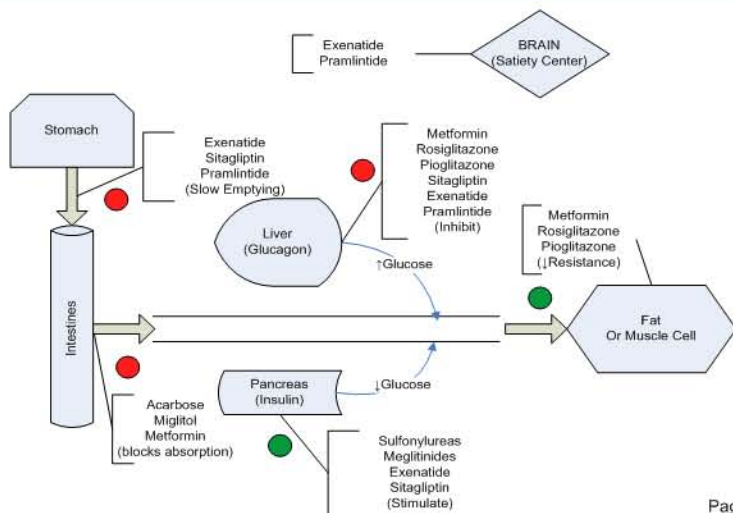 Exenatide
Pramlintide
BRAIN
(Satiety Center)
Stomach
Exenatide
Sitagliptin
Pramlintide
(Slow Emptying)
Metformin
Rosiglitazone
Pioglitazone
Sitagliptin
Exenatide
Pramlintide
(Inhibit)
Liver
(Glucagon)
↑Glucose
Metformin
Rosiglitazone
Pioglitazone
(↓Resistance)
Intestines
Fat
Or Muscle Cell
Pancreas
(Insulin)
↓Glucose
Acarbose
Miglitol
Metformin
(blocks absorption)
Sulfonylureas
Meglitinides
Exenatide
Sitagliptin
(Stimulate)